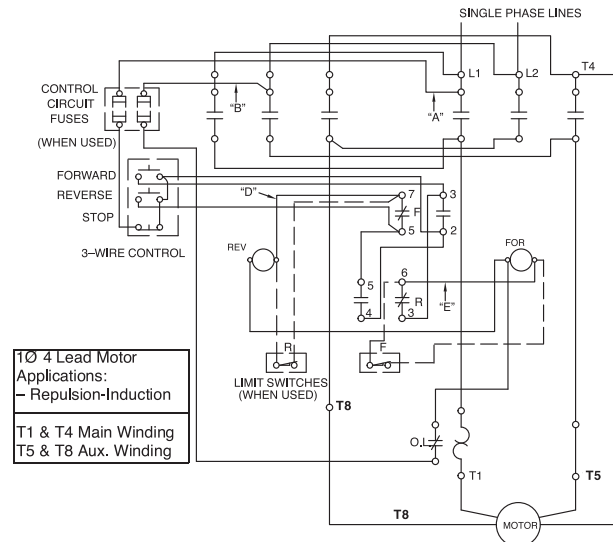 SINGLE PHASE LINES
L1
L2
T4
CONTROL
CIRCUIT
FUSES
(WHEN USED)
"B"
"A"
FORWARD
REVERSE
STOP
3–WIRE CONTROL
"D"
7
F
5
3
2
REV
FOR
5
4
6
R
3
"E"
R
F
LIMIT SWITCHES
(WHEN USED)
1Ø 4 Lead Motor
Applications:
– Repulsion-Induction
T1 & T4 Main Winding
T5 & T8 Aux. Winding
T8
O.L.
T1
T5
T8
MOTOR